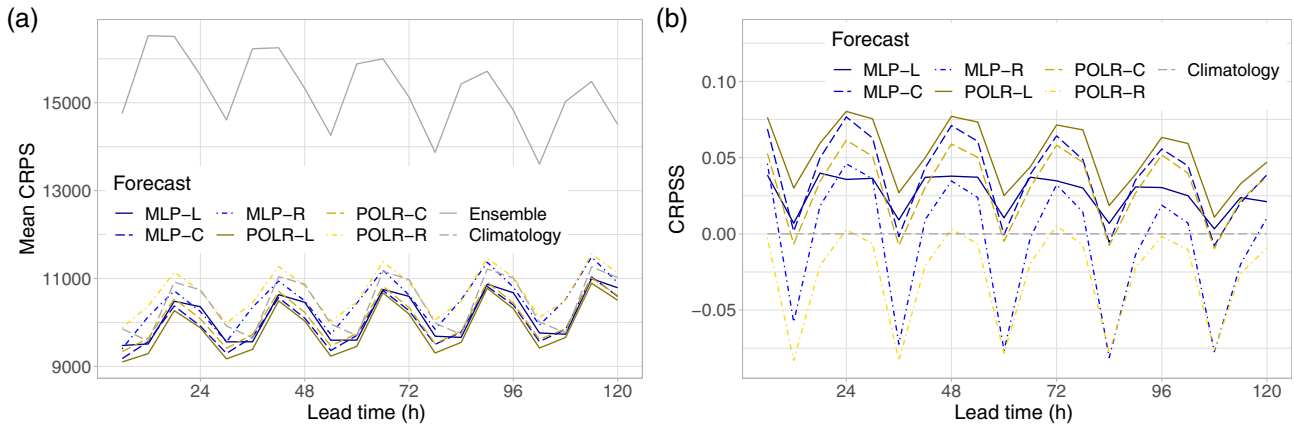 (a)
Mean CRPS
15000
13000
11000
9000
Forecast
MLP−L MLP−R POLR−C Ensemble
MLP−C POLR−L POLR−R Climatology
24 48 72 96 120
Lead time (h)
(b)
CRPSS
0.10
0.05
0.00
−0.05
Forecast
MLP−L MLP−R POLR−C Climatology
MLP−C POLR−L POLR−R
24 48 72 96 120
Lead time (h)